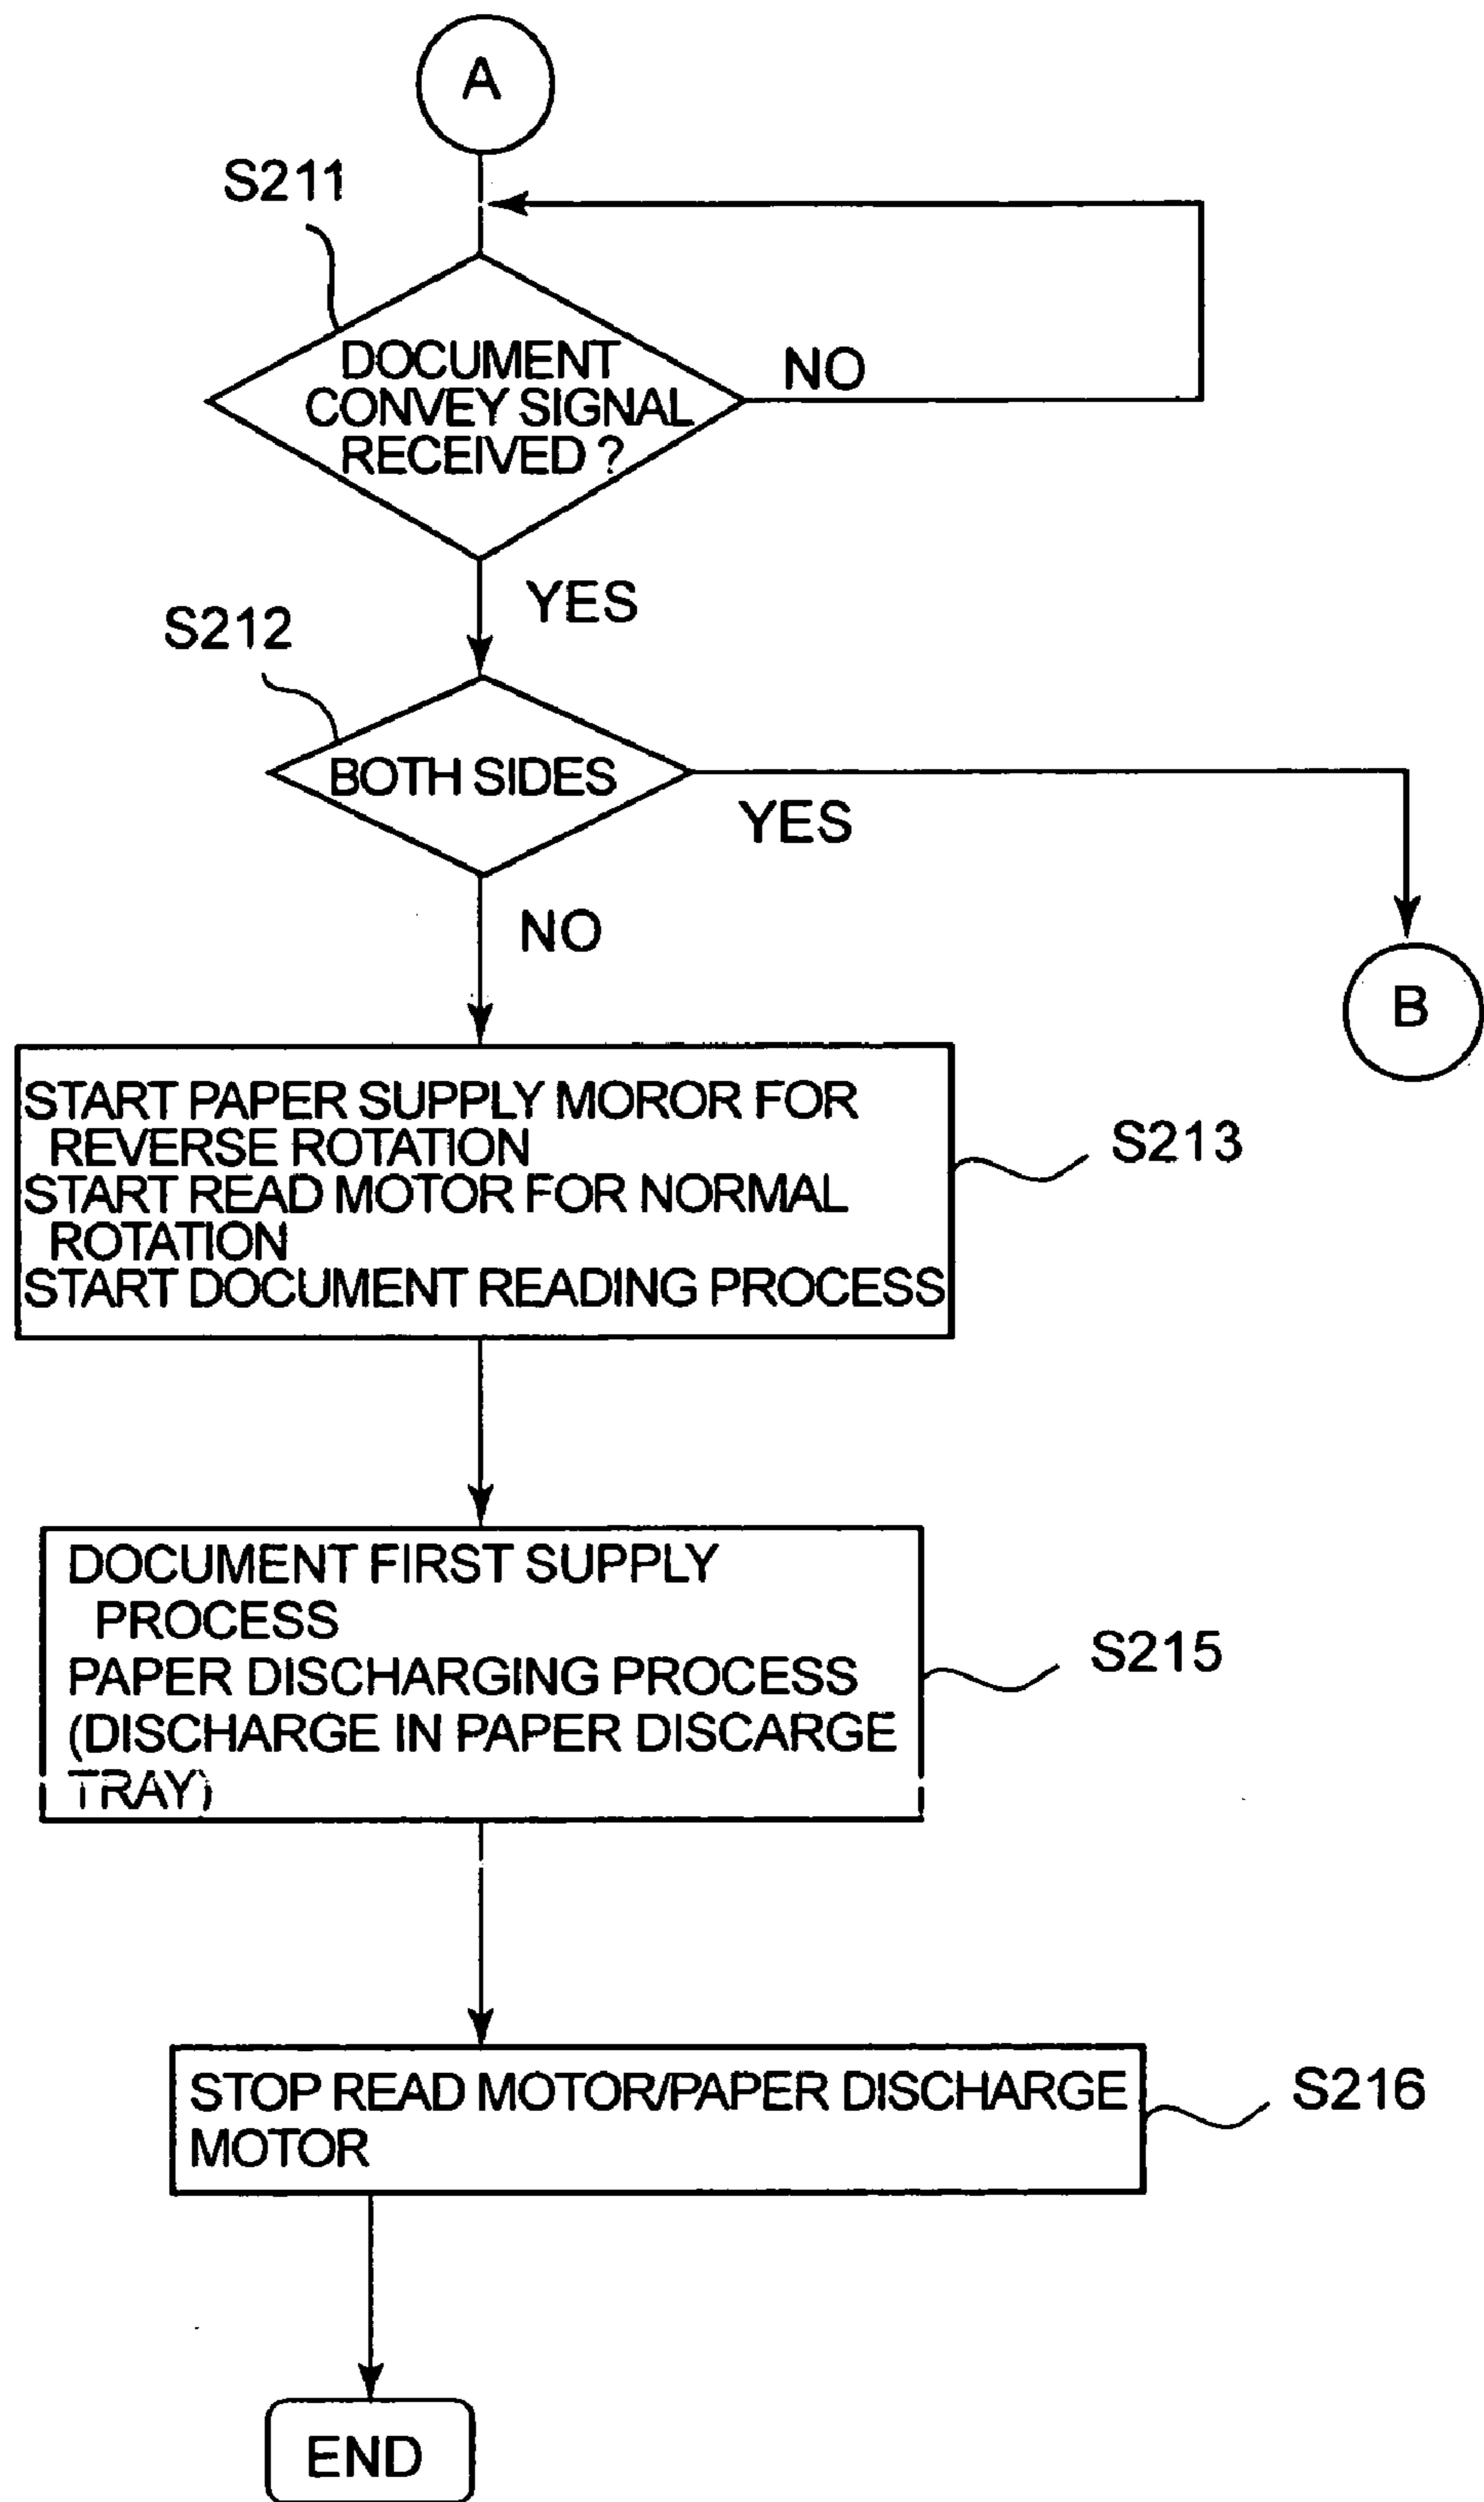 A
S211
DOCUMENT
CONVEY SIGNAL
RECEIVED ?
NO
YES
S212
BOTH SIDES
YES
NO
B
START PAPER SUPPLY MOROR FOR
REVERSE ROTATION
START READ MOTOR FOR NORMAL
ROTATION
START DOCUMENT READING PROCESS
S213
DOCUMENT FIRST SUPPLY
PROCESS
PAPER DISCHARGING PROCESS
(DISCHARGE IN PAPER DISCARGE
TRAY)
S215
STOP READ MOTOR/PAPER DISCHARGE
MOTOR
S216
END